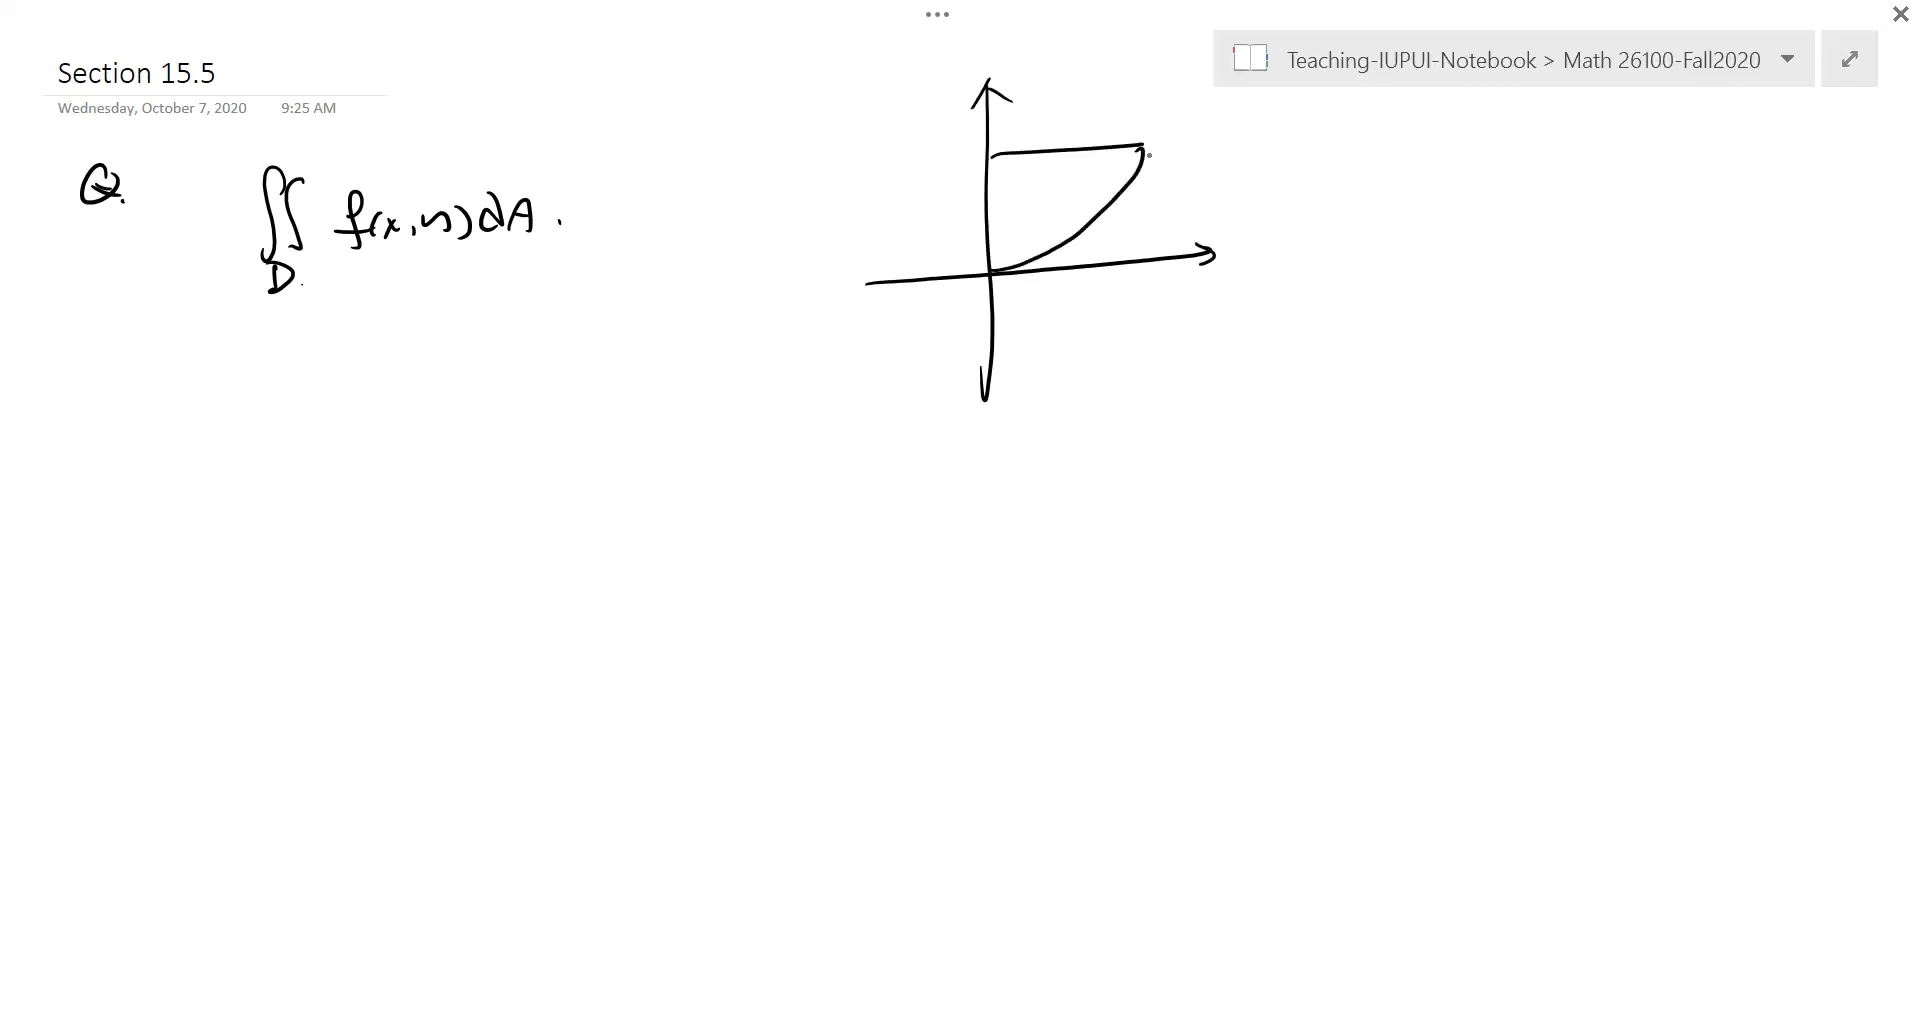 Section 15.5
Teaching-IUPUI-Notebook > Math 26100-Fall2020
Wednesday, October 7, 2020 9:25 AM
Q. ∬ f(x,y) dA.
D.